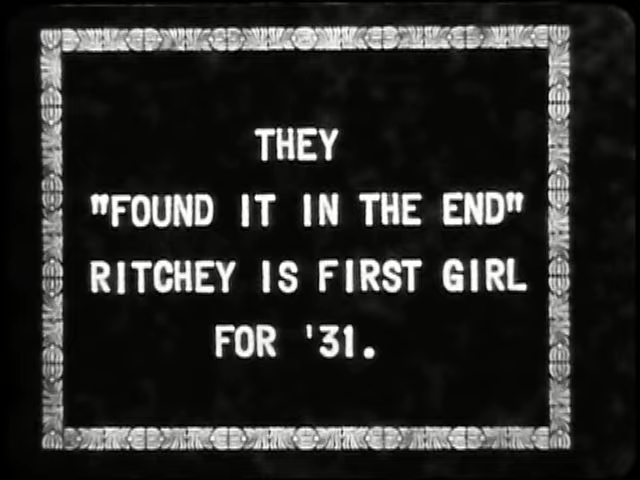 THEY
"FOUND IT IN THE END"
RITCHEY IS FIRST GIRL
FOR '31.